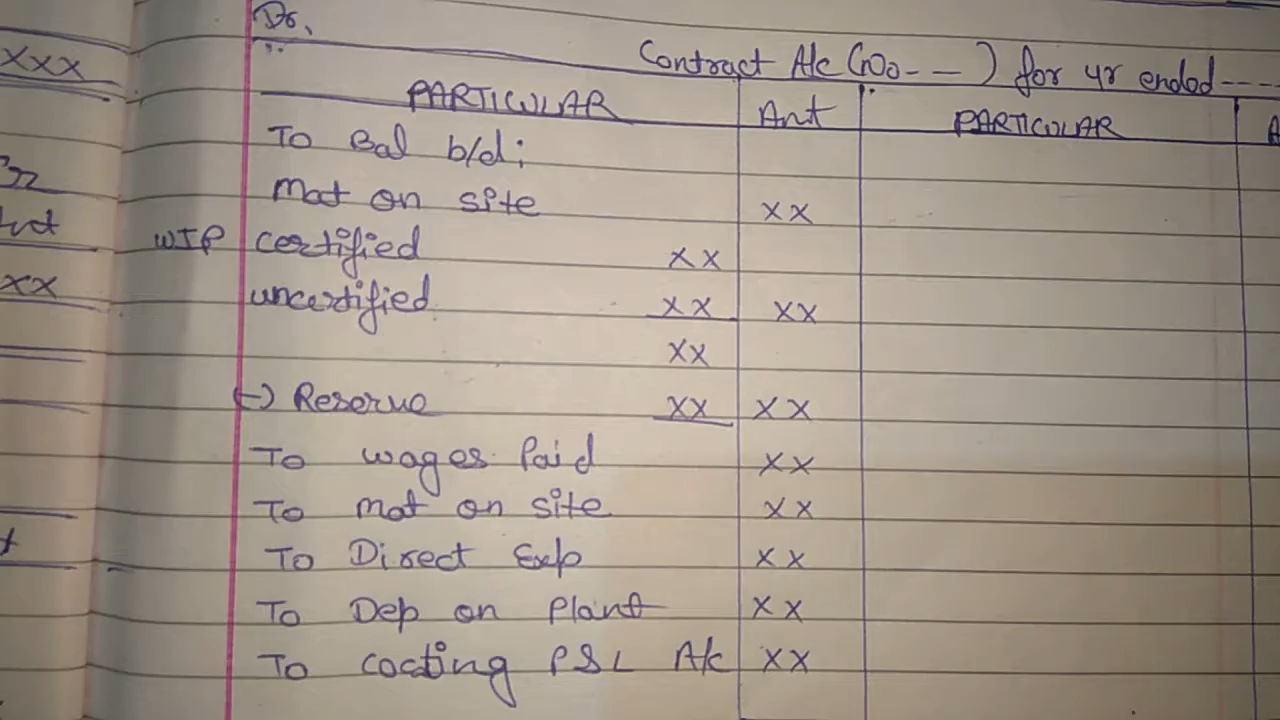 Dr.
Contract A/c (No---) for yr ended----
PARTICULAR Amt PARTICULAR A
To Bal b/d:
Mat on site XX
WIP certified XX
uncertified XX XX
XX
(-) Reserve XX XX
To wages Paid XX
To Mat on site XX
To Direct Exp XX
To Dep on Plant XX
To Costing P&L A/c XX
XXX
XX